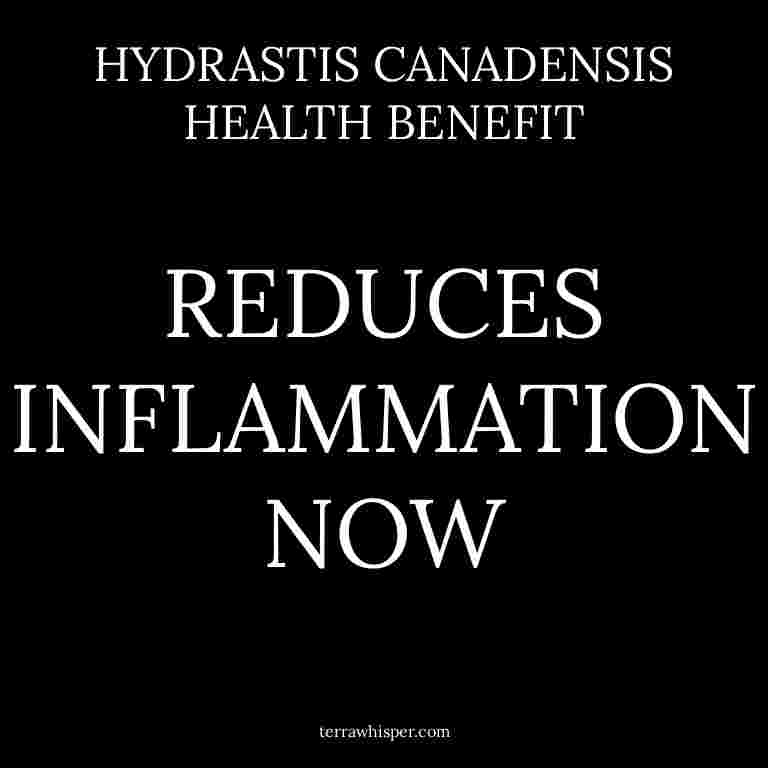 HYDRASTIS CANADENSIS
HEALTH BENEFIT
REDUCES
INFLAMMATION
NOW
terrawhisper.com